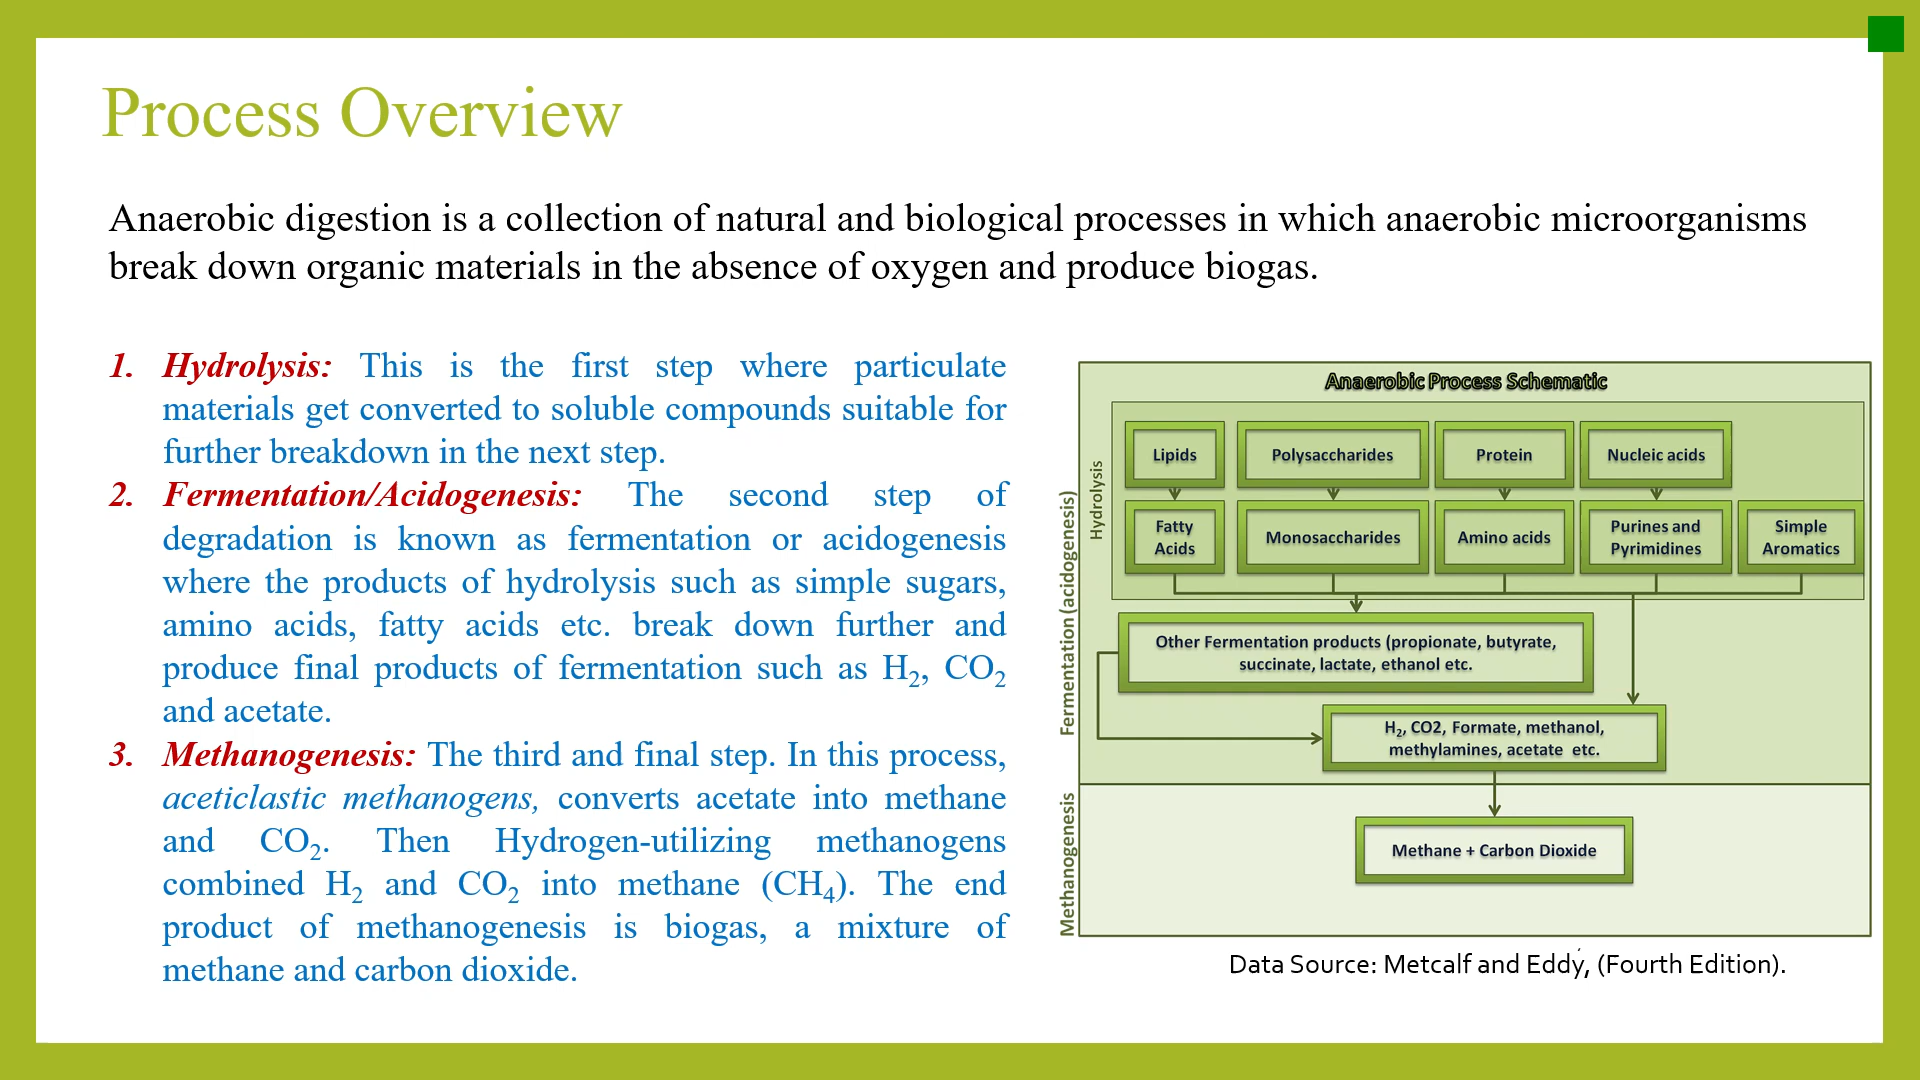 Process Overview
Anaerobic digestion is a collection of natural and biological processes in which anaerobic microorganisms
break down organic materials in the absence of oxygen and produce biogas.
1. Hydrolysis: This is the first step where particulate
materials get converted to soluble compounds suitable for
further breakdown in the next step.
2. Fermentation/Acidogenesis: The second step of
degradation is known as fermentation or acidogenesis
where the products of hydrolysis such as simple sugars,
amino acids, fatty acids etc. break down further and
produce final products of fermentation such as H₂, CO₂
and acetate.
3. Methanogenesis: The third and final step. In this process,
aceticlastic methanogens, converts acetate into methane
and CO₂. Then Hydrogen-utilizing methanogens
combined H₂ and CO₂ into methane (CH₄). The end
product of methanogenesis is biogas, a mixture of
methane and carbon dioxide.
Anaerobic Process Schematic
Hydrolysis
Lipids
Polysaccharides
Protein
Nucleic acids
Fatty
Acids
Monosaccharides
Amino acids
Purines and
Pyrimidines
Simple
Aromatics
Fermentation (acidogenesis)
Other Fermentation products (propionate, butyrate,
succinate, lactate, ethanol etc.
H₂, CO2, Formate, methanol,
methylamines, acetate etc.
Methanogenesis
Methane + Carbon Dioxide
Data Source: Metcalf and Eddy, (Fourth Edition).